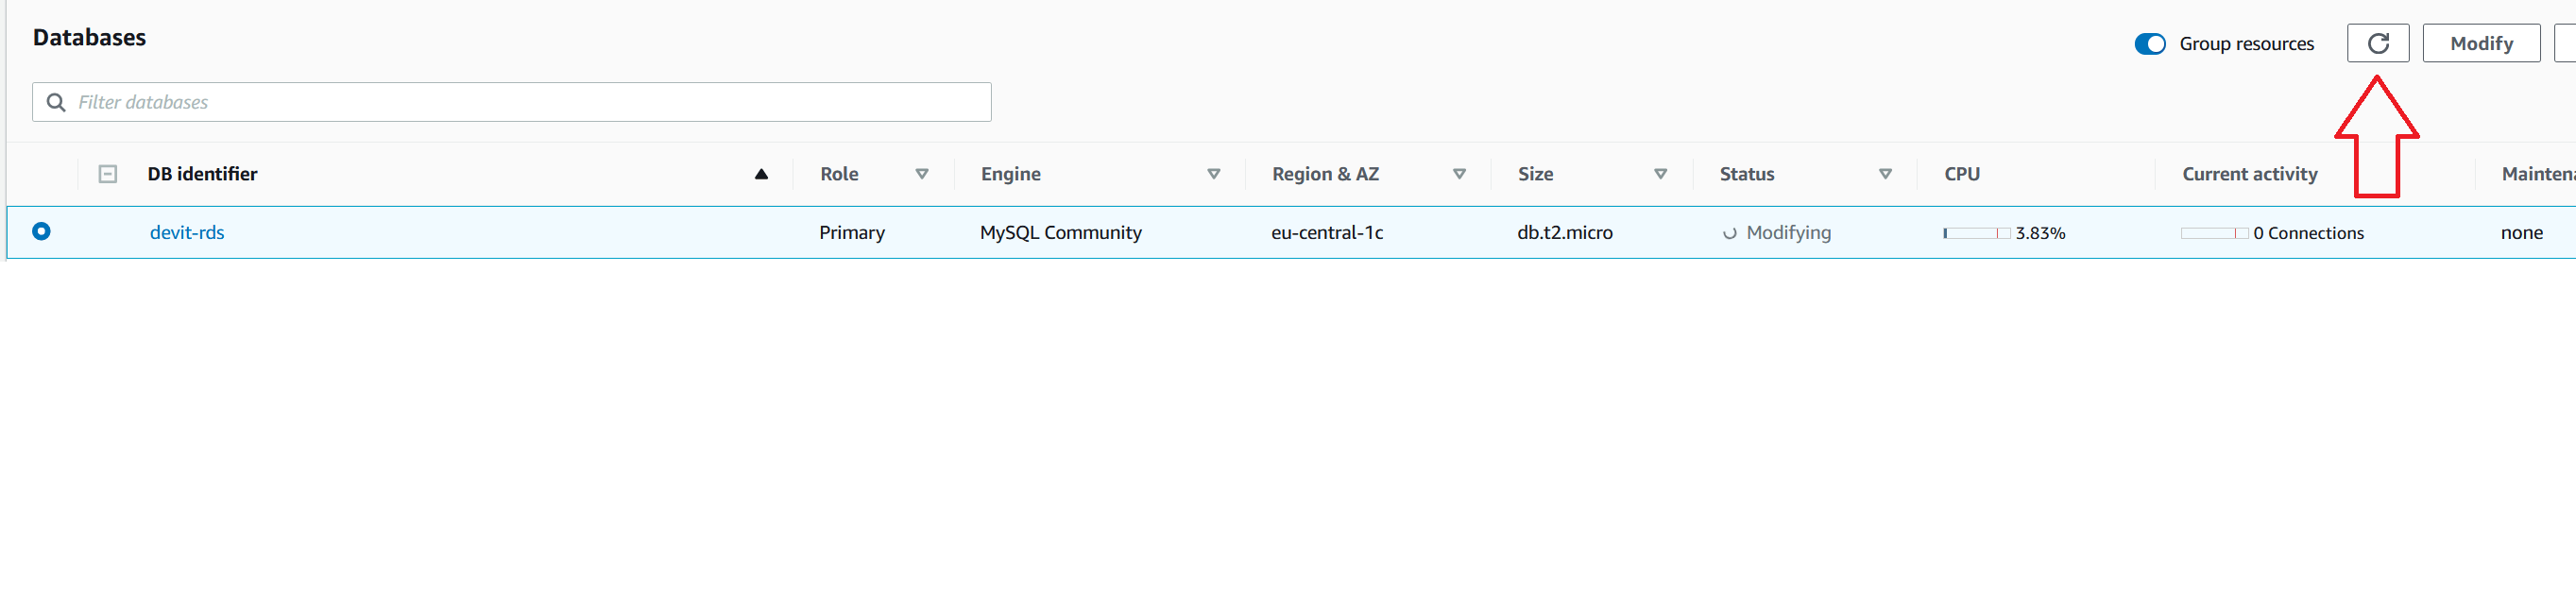 Databases
Group resources
Modify
Filter databases
DB identifier Role Engine Region & AZ Size Status CPU Current activity
devit-rds Primary MySQL Community eu-central-1c db.t2.micro Modifying 3.83% 0 Connections none